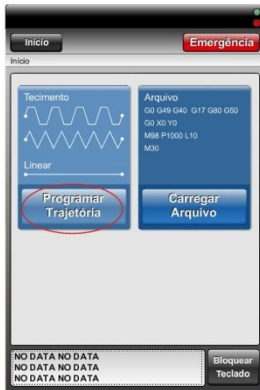 Início
Emergência
Início
Tecimento
Linear
Programar
Trajetória
Arquivo
G0 G49 G40 G17 G80 G50
G0 X0 Y0
M98 P1000 L10
M30
Carregar
Arquivo
NO DATA NO DATA
NO DATA NO DATA
NO DATA NO DATA
Bloquear
Teclado